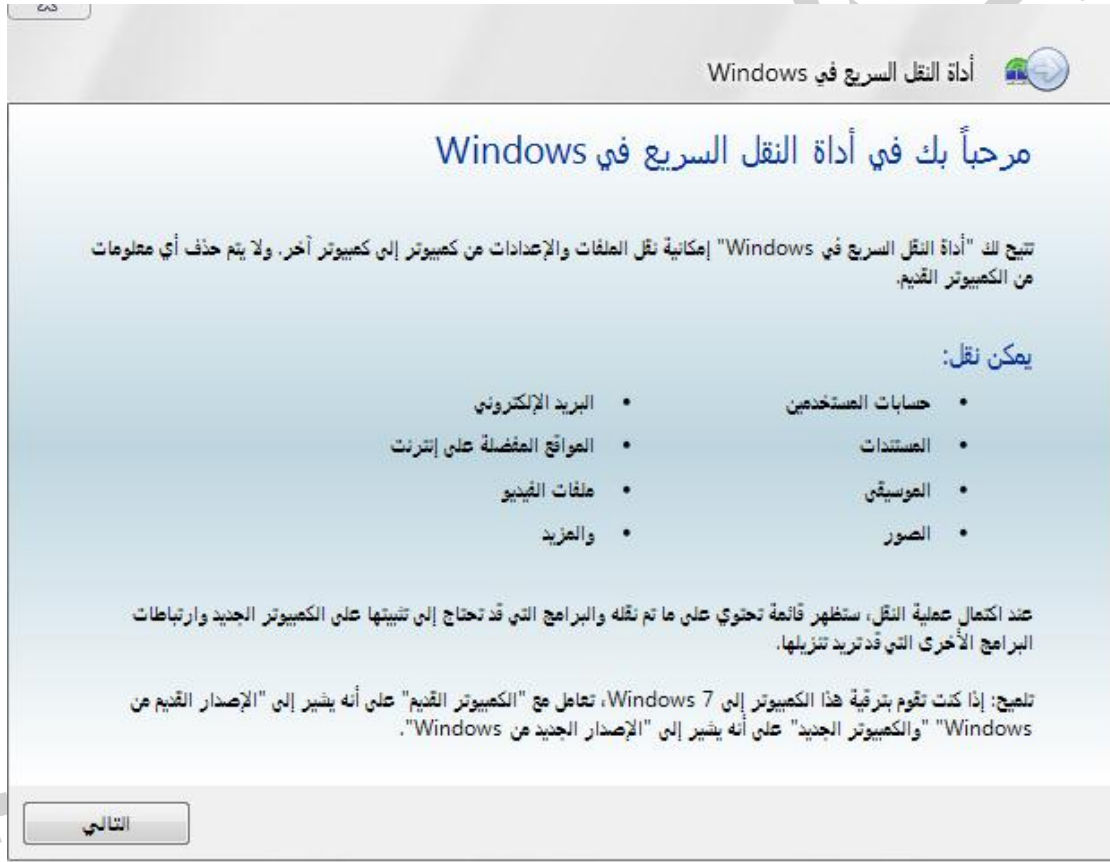 أداة النقل السريع في Windows
مرحباً بك في أداة النقل السريع في Windows
تتيح لك "أداة النقل السريع في Windows" إمكانية نقل الملفات والإعدادات من كمبيوتر إلى كمبيوتر آخر. ولا يتم حذف أي معلومات
من الكمبيوتر القديم.
يمكن نقل:
• حسابات المستخدمين • البريد الإلكتروني
• المستندات • المواقع المفضلة على إنترنت
• الموسيقى • ملفات الفيديو
• الصور • والمزيد
عند اكتمال عملية النقل، ستظهر قائمة تحتوي على ما تم نقله والبرامج التي قد تحتاج إلى تثبيتها على الكمبيوتر الجديد وارتباطات
البرامج الأخرى التي قد تريد تنزيلها.
تلميح: إذا كنت تقوم بترقية هذا الكمبيوتر إلى Windows 7، تعامل مع "الكمبيوتر القديم" على أنه يشير إلى "الإصدار القديم من
Windows" "والكمبيوتر الجديد" على أنه يشير إلى "الإصدار الجديد من Windows".
التالي